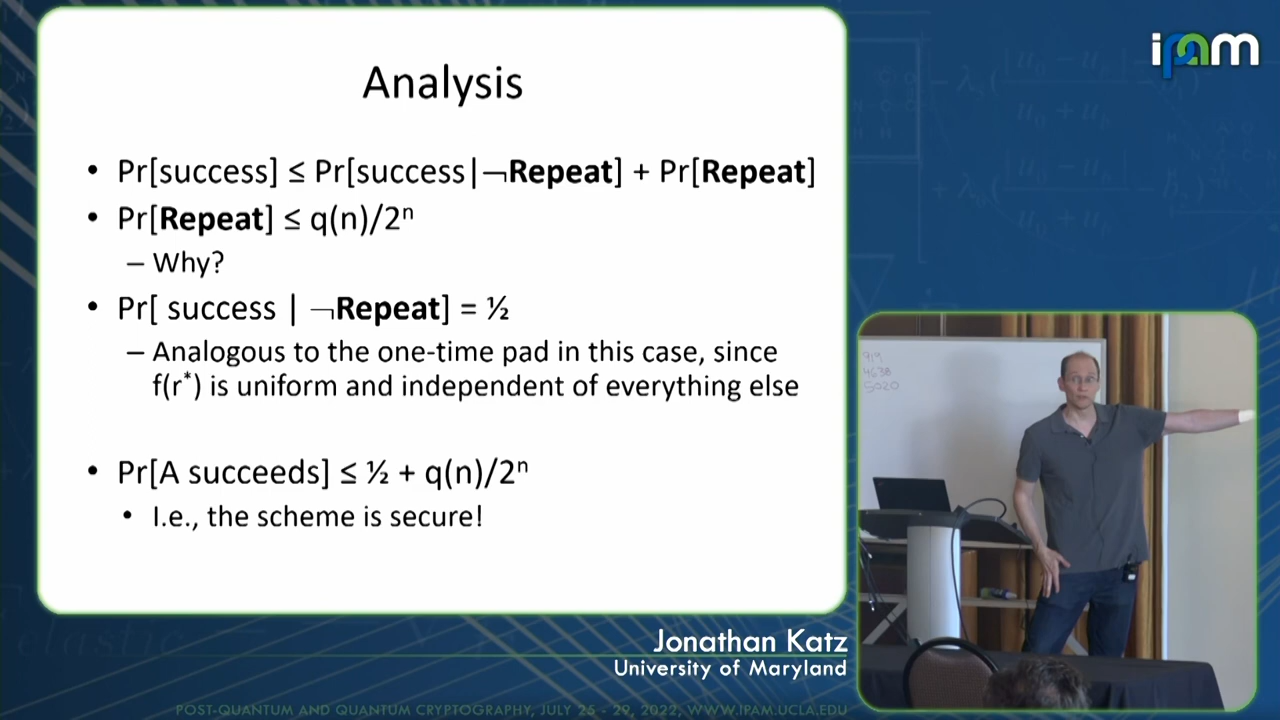 ipam
Analysis
• Pr[success] ≤ Pr[success|¬Repeat] + Pr[Repeat]
• Pr[Repeat] ≤ q(n)/2ⁿ
– Why?
• Pr[ success | ¬Repeat] = ½
– Analogous to the one-time pad in this case, since
f(r*) is uniform and independent of everything else
• Pr[A succeeds] ≤ ½ + q(n)/2ⁿ
• I.e., the scheme is secure!
919
4638
5020
Jonathan Katz
University of Maryland
POST-QUANTUM AND QUANTUM CRYPTOGRAPHY, JULY 25 - 29, 2022, WWW.IPAM.UCLA.EDU